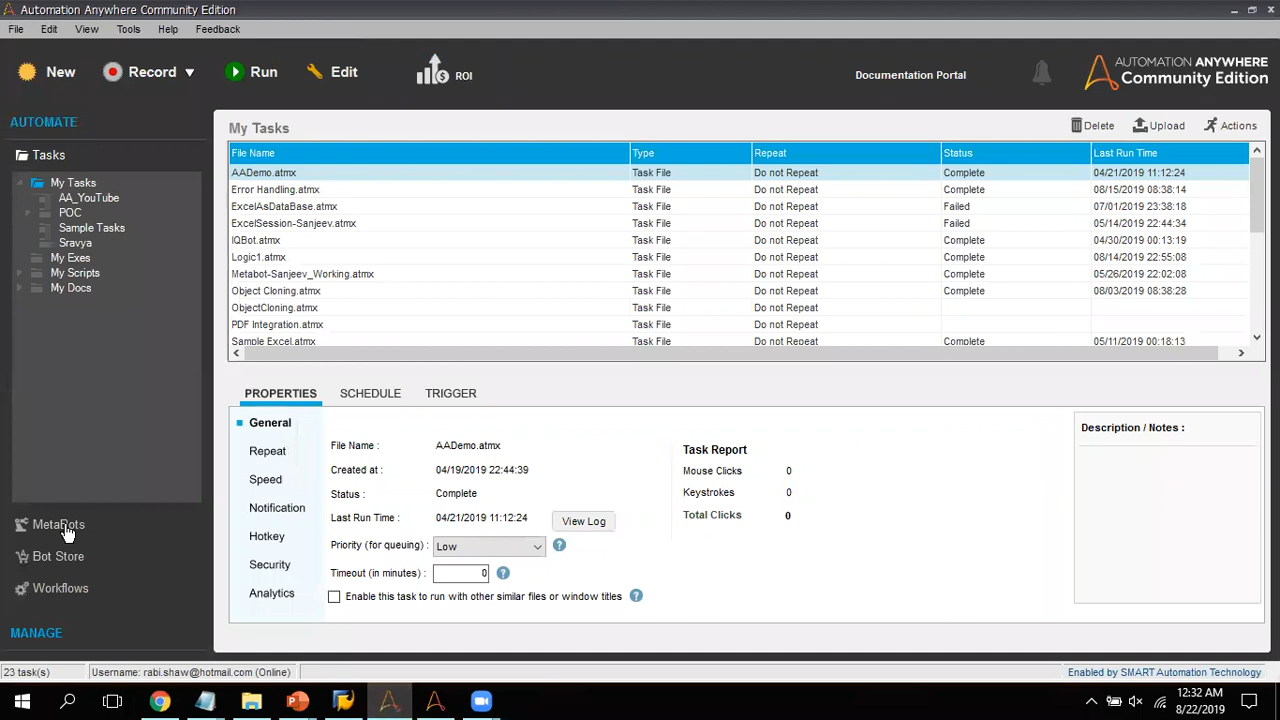 Automation Anywhere Community Edition
File Edit View Tools Help Feedback
New Record Run Edit ROI Documentation Portal AUTOMATION ANYWHERE
Community Edition
AUTOMATE
My Tasks Delete Upload Actions
Tasks
My Tasks
AA_YouTube
POC
Sample Tasks
Sravya
My Exes
My Scripts
My Docs
File Name Type Repeat Status Last Run Time
AADemo.atmx Task File Do not Repeat Complete 04/21/2019 11:12:24
Error Handling.atmx Task File Do not Repeat Complete 08/15/2019 08:38:14
ExcelAsDataBase.atmx Task File Do not Repeat Failed 07/01/2019 23:38:18
ExcelSession-Sanjeev.atmx Task File Do not Repeat Failed 05/14/2019 22:44:34
IQBot.atmx Task File Do not Repeat Complete 04/30/2019 00:13:19
Logic1.atmx Task File Do not Repeat Complete 08/14/2019 22:55:08
Metabot-Sanjeev_Working.atmx Task File Do not Repeat Complete 05/26/2019 22:02:08
Object Cloning.atmx Task File Do not Repeat Complete 08/03/2019 08:38:28
ObjectCloning.atmx Task File Do not Repeat
PDF Integration.atmx Task File Do not Repeat
Sample Excel.atmx Task File Do not Repeat Complete 05/11/2019 00:18:13
PROPERTIES SCHEDULE TRIGGER
General
Repeat
Speed
Notification
Hotkey
Security
Analytics
File Name : AADemo.atmx
Created at : 04/19/2019 22:44:39
Status : Complete
Last Run Time : 04/21/2019 11:12:24 View Log
Priority (for queuing) : Low ?
Timeout (in minutes) : 0 ?
Enable this task to run with other similar files or window titles ?
Task Report
Mouse Clicks 0
Keystrokes 0
Total Clicks 0
Description / Notes :
MetaBots
Bot Store
Workflows
MANAGE
23 task(s) Username: rabi.shaw@hotmail.com (Online) Enabled by SMART Automation Technology
12:32 AM
8/22/2019